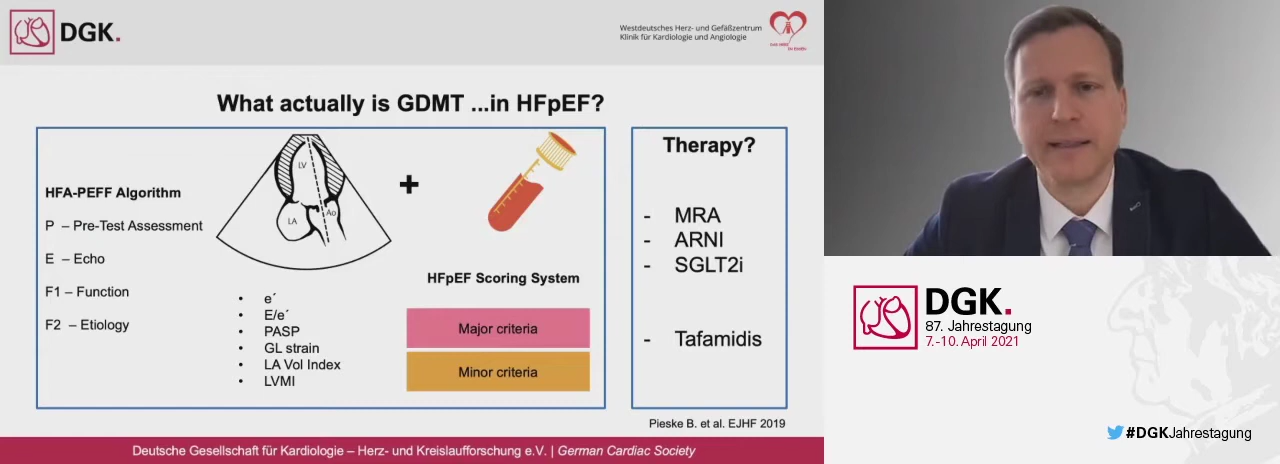 DGK.
Westdeutsches Herz- und Gefäßzentrum
Klinik für Kardiologie und Angiologie
What actually is GDMT ...in HFpEF?
HFA-PEFF Algorithm
P – Pre-Test Assessment
E – Echo
F1 – Function
F2 – Etiology
LV
LA
Ao
+
• e´
• E/e´
• PASP
• GL strain
• LA Vol Index
• LVMI
HFpEF Scoring System
Major criteria
Minor criteria
Therapy?
- MRA
- ARNI
- SGLT2i
- Tafamidis
Pieske B. et al. EJHF 2019
Deutsche Gesellschaft für Kardiologie – Herz- und Kreislaufforschung e.V. | German Cardiac Society
DGK.
87. Jahrestagung
7.-10. April 2021
#DGKJahrestagung